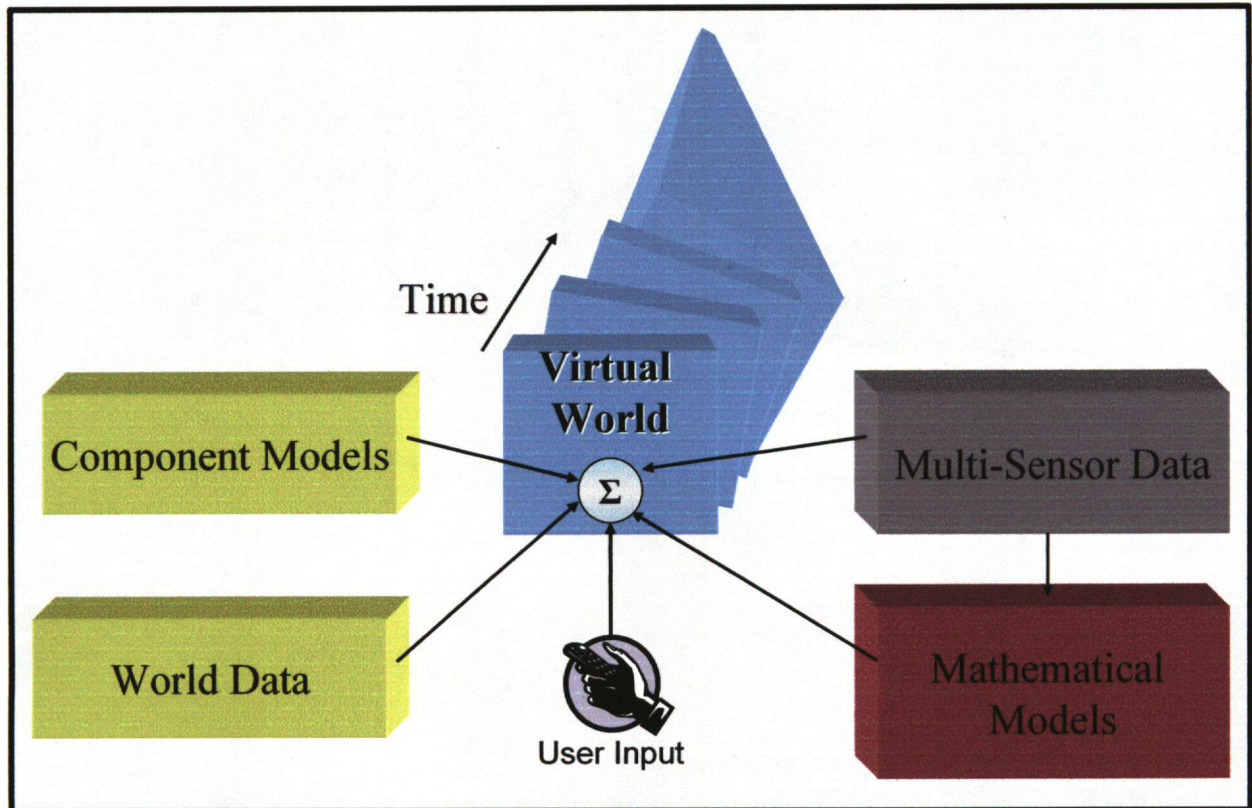 Time
Virtual
World
Component Models
Σ
Multi-Sensor Data
World Data
User Input
Mathematical
Models